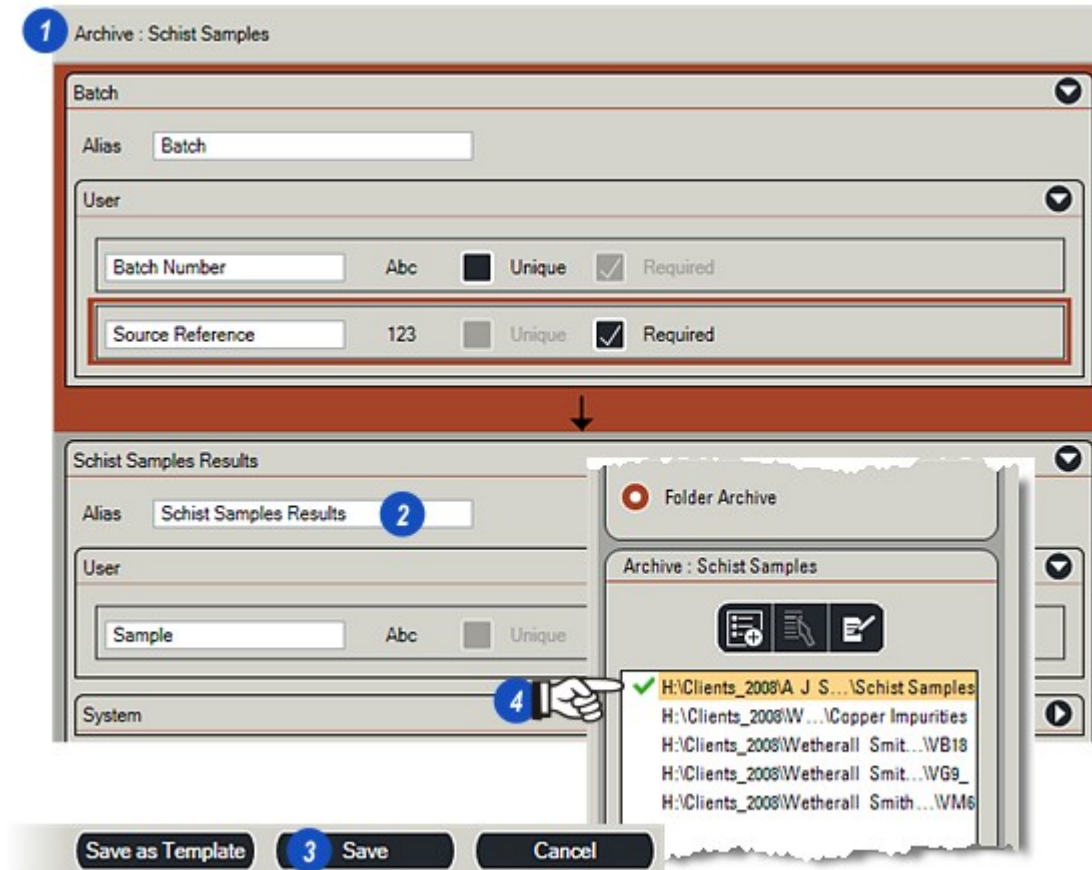 1 Archive : Schist Samples
Batch
Alias Batch
User
Batch Number Abc Unique Required
Source Reference 123 Unique Required
Schist Samples Results
Alias Schist Samples Results 2
User
Sample Abc Unique
System
Folder Archive
Archive : Schist Samples
4 H:\Clients_2008\A J S...\Schist Samples
H:\Clients_2008\W ...\Copper Impurities
H:\Clients_2008\Wetherall Smit...\VB18
H:\Clients_2008\Wetherall Smit...\VG9_
H:\Clients_2008\Wetherall Smith...\VM6
Save as Template 3 Save Cancel